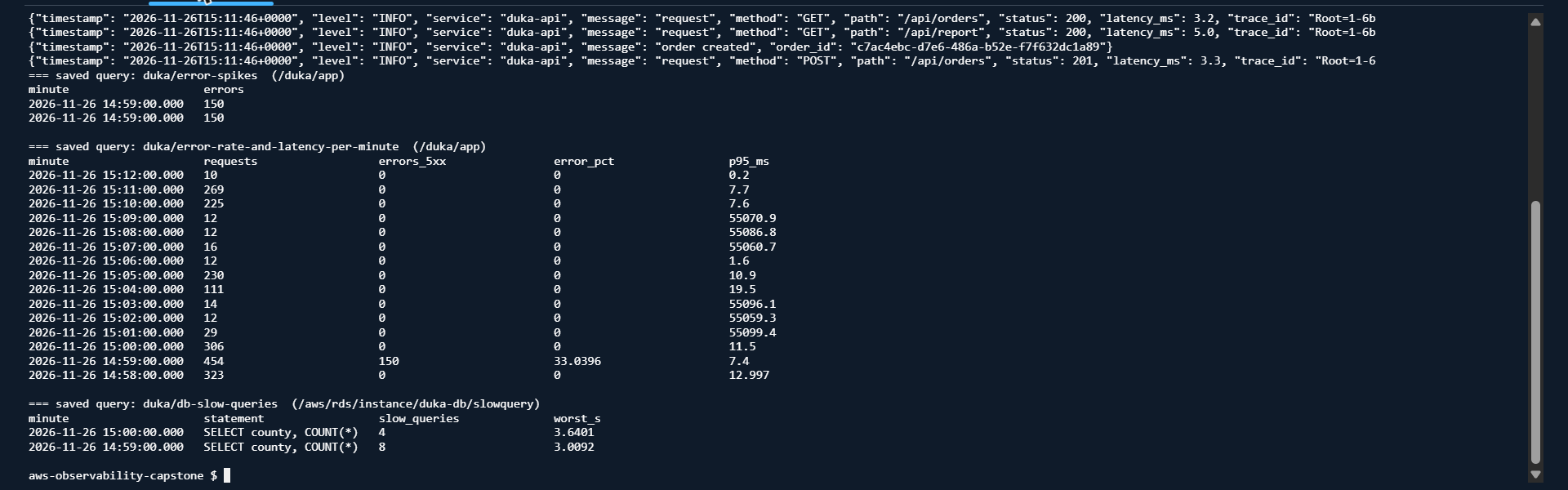 {"timestamp": "2026-11-26T15:11:46+0000", "level": "INFO", "service": "duka-api", "message": "request", "method": "GET", "path": "/api/orders", "status": 200, "latency_ms": 3.2, "trace_id": "Root=1-6b
{"timestamp": "2026-11-26T15:11:46+0000", "level": "INFO", "service": "duka-api", "message": "request", "method": "GET", "path": "/api/report", "status": 200, "latency_ms": 5.0, "trace_id": "Root=1-6b
{"timestamp": "2026-11-26T15:11:46+0000", "level": "INFO", "service": "duka-api", "message": "order created", "order_id": "c7ac4ebc-d7e6-486a-b52e-f7f632dc1a89"}
{"timestamp": "2026-11-26T15:11:46+0000", "level": "INFO", "service": "duka-api", "message": "request", "method": "POST", "path": "/api/orders", "status": 201, "latency_ms": 3.3, "trace_id": "Root=1-6
=== saved query: duka/error-spikes  (/duka/app)
minute errors
2026-11-26 14:59:00.000 150
2026-11-26 14:59:00.000 150
=== saved query: duka/error-rate-and-latency-per-minute  (/duka/app)
minute requests errors_5xx error_pct p95_ms
2026-11-26 15:12:00.000 10 0 0 0.2
2026-11-26 15:11:00.000 269 0 0 7.7
2026-11-26 15:10:00.000 225 0 0 7.6
2026-11-26 15:09:00.000 12 0 0 55070.9
2026-11-26 15:08:00.000 12 0 0 55086.8
2026-11-26 15:07:00.000 16 0 0 55060.7
2026-11-26 15:06:00.000 12 0 0 1.6
2026-11-26 15:05:00.000 230 0 0 10.9
2026-11-26 15:04:00.000 111 0 0 19.5
2026-11-26 15:03:00.000 14 0 0 55096.1
2026-11-26 15:02:00.000 12 0 0 55059.3
2026-11-26 15:01:00.000 29 0 0 55099.4
2026-11-26 15:00:00.000 306 0 0 11.5
2026-11-26 14:59:00.000 454 150 33.0396 7.4
2026-11-26 14:58:00.000 323 0 0 12.997
=== saved query: duka/db-slow-queries  (/aws/rds/instance/duka-db/slowquery)
minute statement slow_queries worst_s
2026-11-26 15:00:00.000 SELECT county, COUNT(*) 4 3.6401
2026-11-26 14:59:00.000 SELECT county, COUNT(*) 8 3.0092
aws-observability-capstone $